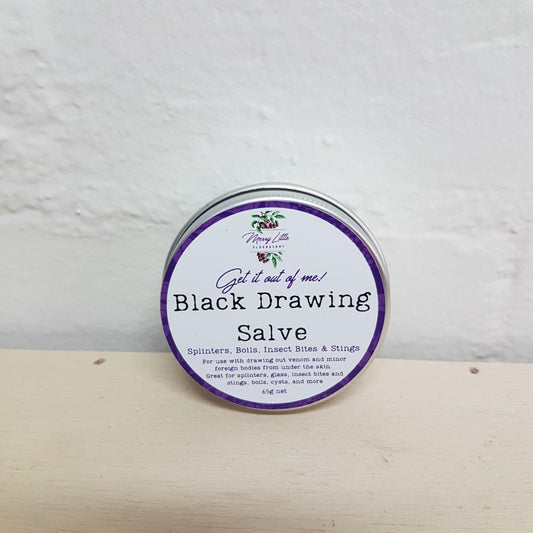 Merry Little
ELDERBERRY
Get it out of me!
Black Drawing
Salve
Splinters, Boils, Insect Bites & Stings
For use with drawing out venom and minor
foreign bodies from under the skin.
Great for splinters, glass, insect bites and
stings, boils, cysts, and more
65g net